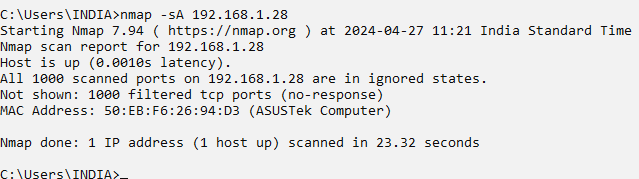 C:\Users\INDIA>nmap -sA 192.168.1.28
Starting Nmap 7.94 ( https://nmap.org ) at 2024-04-27 11:21 India Standard Time
Nmap scan report for 192.168.1.28
Host is up (0.0010s latency).
All 1000 scanned ports on 192.168.1.28 are in ignored states.
Not shown: 1000 filtered tcp ports (no-response)
MAC Address: 50:EB:F6:26:94:D3 (ASUSTek Computer)
Nmap done: 1 IP address (1 host up) scanned in 23.32 seconds
C:\Users\INDIA>_